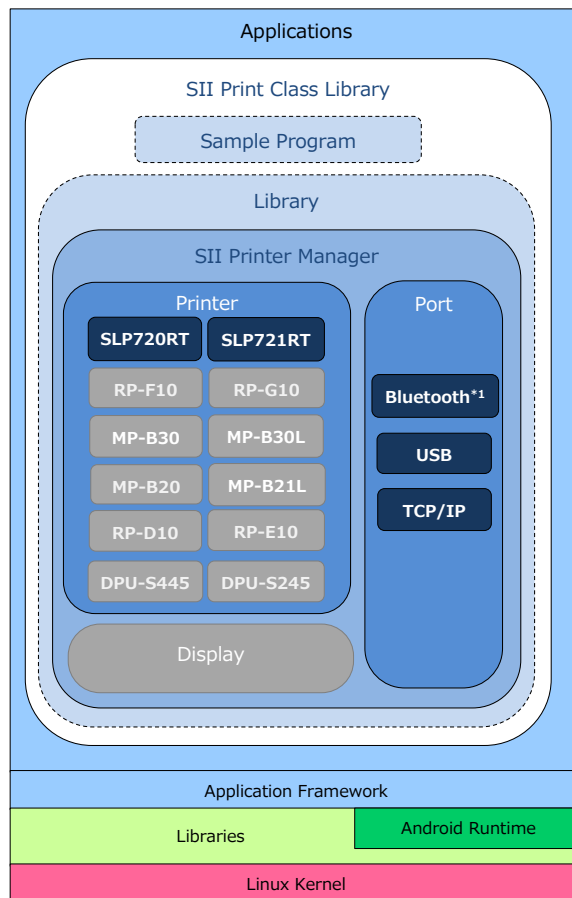 Applications
SII Print Class Library
Sample Program
Library
SII Printer Manager
Printer
SLP720RT SLP721RT
RP-F10 RP-G10
MP-B30 MP-B30L
MP-B20 MP-B21L
RP-D10 RP-E10
DPU-S445 DPU-S245
Display
Port
Bluetooth*1
USB
TCP/IP
Application Framework
Libraries
Android Runtime
Linux Kernel